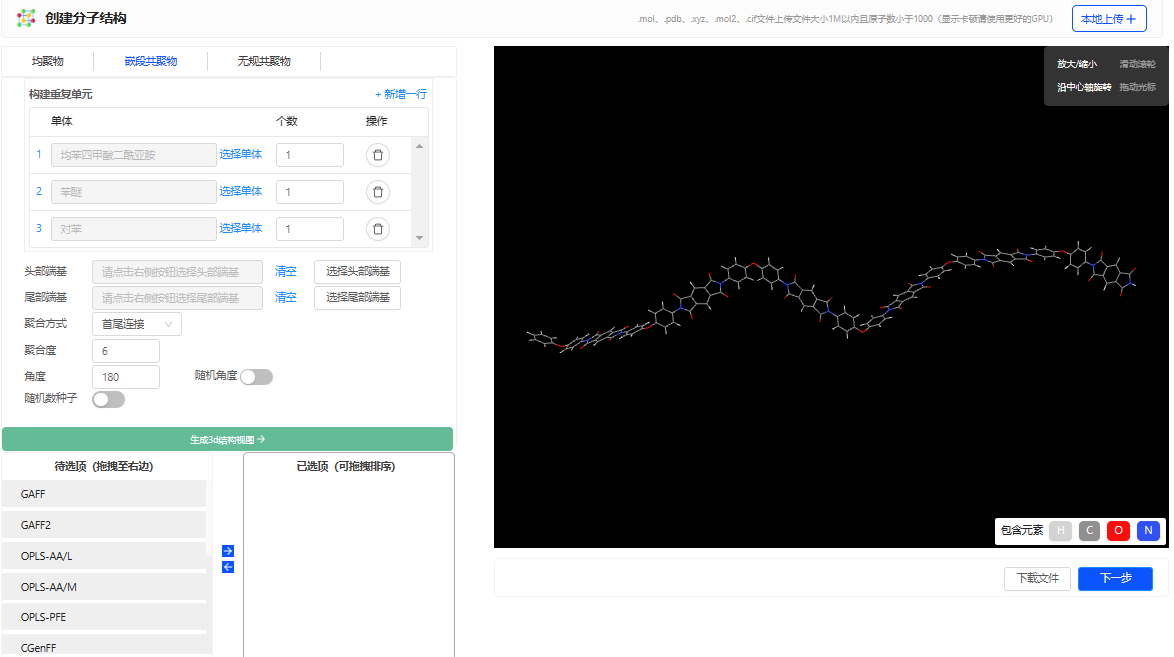 创建分子结构
.mol、.pdb、.xyz、.mol2、.cif文件上传文件大小1M以内且原子数小于1000（显示卡顿请使用更好的GPU）
本地上传＋
均聚物 嵌段共聚物 无规共聚物
构建重复单元 + 新增一行
单体 个数 操作
1 均苯四甲酸二酰亚胺 选择单体 1
2 苯醚 选择单体 1
3 对苯 选择单体 1
头部端基 请点击右侧按钮选择头部端基 清空 选择头部端基
尾部端基 请点击右侧按钮选择尾部端基 清空 选择尾部端基
聚合方式 首尾连接
聚合度 6
角度 180 随机角度
随机数种子
生成3d结构视图→
待选项（拖拽至右边）
GAFF
GAFF2
OPLS-AA/L
OPLS-AA/M
OPLS-PFE
CGenFF
已选项（可拖拽排序）
放大/缩小 滑动滚轮
沿中心轴旋转 拖动光标
包含元素 H C O N
下载文件 下一步